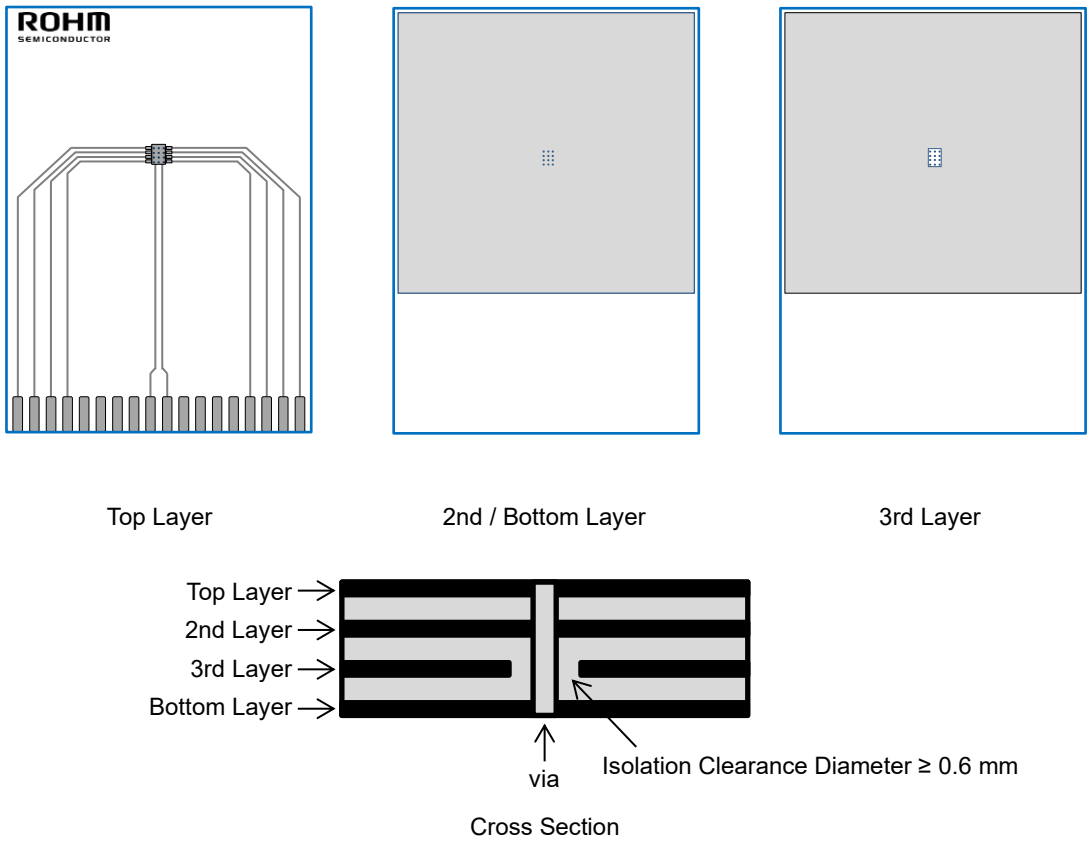 ROHM
SEMICONDUCTOR
Top Layer
2nd / Bottom Layer
3rd Layer
Top Layer
2nd Layer
3rd Layer
Bottom Layer
Isolation Clearance Diameter ≥ 0.6 mm
via
Cross Section